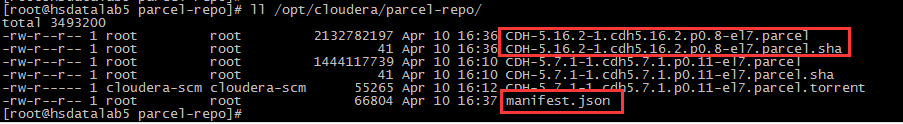 [root@hsdatalab5 parcel-repo]# ll /opt/cloudera/parcel-repo/
total 3493200
-rw-r--r-- 1 root root 2132782197 Apr 10 16:36 CDH-5.16.2-1.cdh5.16.2.p0.8-el7.parcel
-rw-r--r-- 1 root root 41 Apr 10 16:36 CDH-5.16.2-1.cdh5.16.2.p0.8-el7.parcel.sha
-rw-r--r-- 1 root root 1444117739 Apr 10 16:10 CDH-5.7.1-1.cdh5.7.1.p0.11-el7.parcel
-rw-r--r-- 1 root root 41 Apr 10 16:10 CDH-5.7.1-1.cdh5.7.1.p0.11-el7.parcel.sha
-rw-r----- 1 cloudera-scm cloudera-scm 55265 Apr 10 16:12 CDH-5.7.1-1.cdh5.7.1.p0.11-el7.parcel.torrent
-rw-r--r-- 1 root root 66804 Apr 10 16:37 manifest.json
[root@hsdatalab5 parcel-repo]#